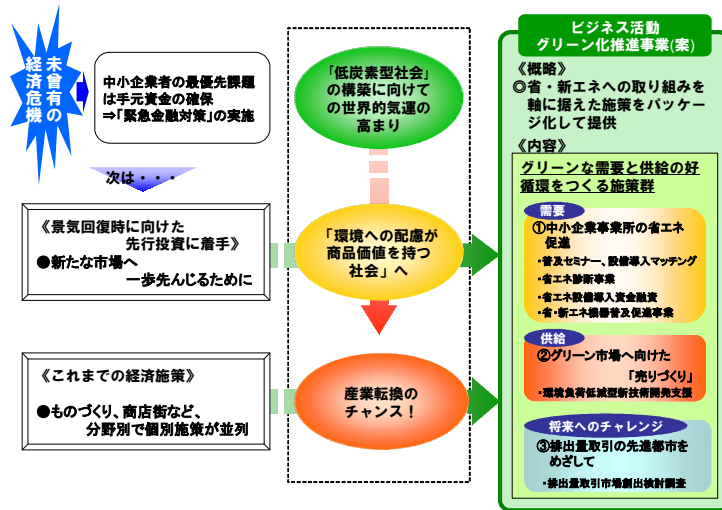 未曾有の
経済危機
中小企業者の最優先課題
は手元資金の確保
⇒「緊急金融対策」の実施
次は・・・
《景気回復時に向けた
先行投資に着手》
●新たな市場へ
一歩先んじるために
《これまでの経済施策》
●ものづくり、商店街など、
分野別で個別施策が並列
「低炭素型社会」
の構築に向けて
の世界的気運の
高まり
「環境への配慮が
商品価値を持つ
社会」へ
産業転換の
チャンス！
ビジネス活動
グリーン化推進事業(案)
《概略》
◎省・新エネへの取り組みを
軸に据えた施策をパッケー
ジ化して提供
《内容》
グリーンな需要と供給の好
循環をつくる施策群
需要
①中小企業事業所の省エネ
促進
・普及セミナー、設備導入マッチング
・省エネ診断事業
・省エネ設備導入資金融資
・省・新エネ機器普及促進事業
供給
②グリーン市場へ向けた
「売りづくり」
・環境負荷低減型新技術開発支援
将来へのチャレンジ
③排出量取引の先進都市を
めざして
・排出量取引市場創出検討調査